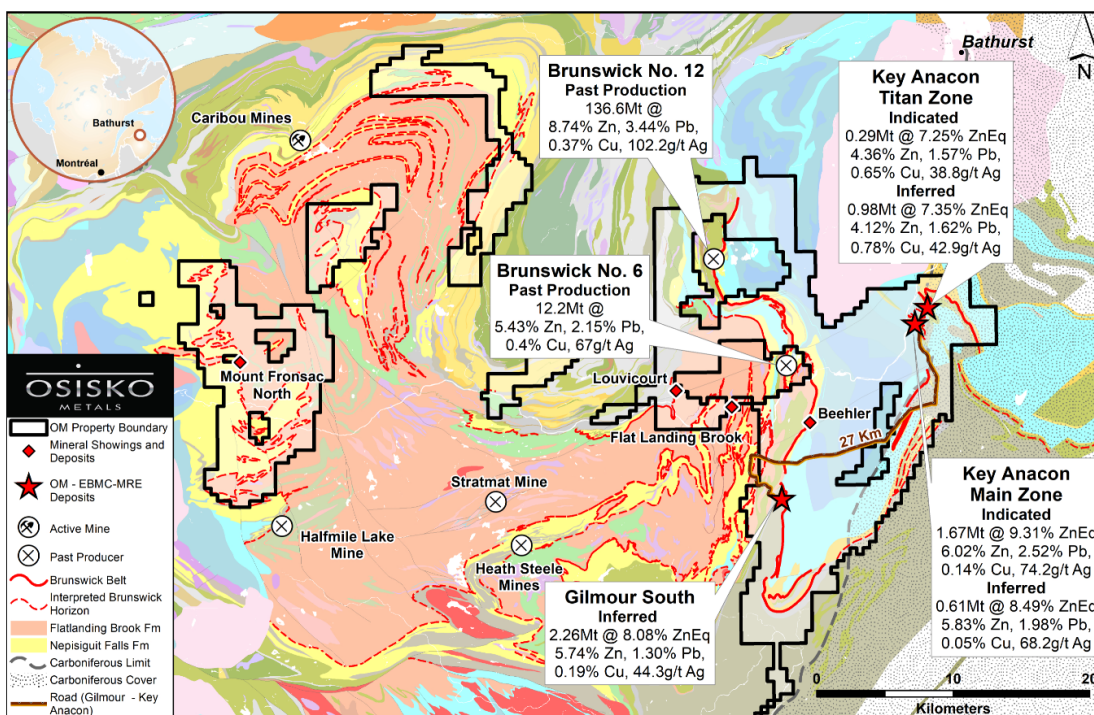 Bathurst
Montréal
Caribou Mines
Brunswick No. 12
Past Production
136.6Mt @
8.74% Zn, 3.44% Pb,
0.37% Cu, 102.2g/t Ag
Bathurst
N
Key Anacon
Titan Zone
Indicated
0.29Mt @ 7.25% ZnEq
4.36% Zn, 1.57% Pb,
0.65% Cu, 38.8g/t Ag
Inferred
0.98Mt @ 7.35% ZnEq
4.12% Zn, 1.62% Pb,
0.78% Cu, 42.9g/t Ag
Brunswick No. 6
Past Production
12.2Mt @
5.43% Zn, 2.15% Pb,
0.4% Cu, 67g/t Ag
Mount Fronsac
North
Louvicourt
Flat Landing Brook
Beehler
27 Km
Stratmat Mine
Halfmile Lake
Mine
Heath Steele
Mines
Gilmour South
Inferred
2.26Mt @ 8.08% ZnEq
5.74% Zn, 1.30% Pb,
0.19% Cu, 44.3g/t Ag
Key Anacon
Main Zone
Indicated
1.67Mt @ 9.31% ZnEq
6.02% Zn, 2.52% Pb,
0.14% Cu, 74.2g/t Ag
Inferred
0.61Mt @ 8.49% ZnEq
5.83% Zn, 1.98% Pb,
0.05% Cu, 68.2g/t Ag
OSISKO
METALS
OM Property Boundary
Mineral Showings and
Deposits
OM - EBMC-MRE
Deposits
Active Mine
Past Producer
Brunswick Belt
Interpreted Brunswick
Horizon
Flatlanding Brook Fm
Nepisiguit Falls Fm
Carboniferous Limit
Carboniferous Cover
Road (Gilmour - Key
Anacon)
0 10 20
Kilometers